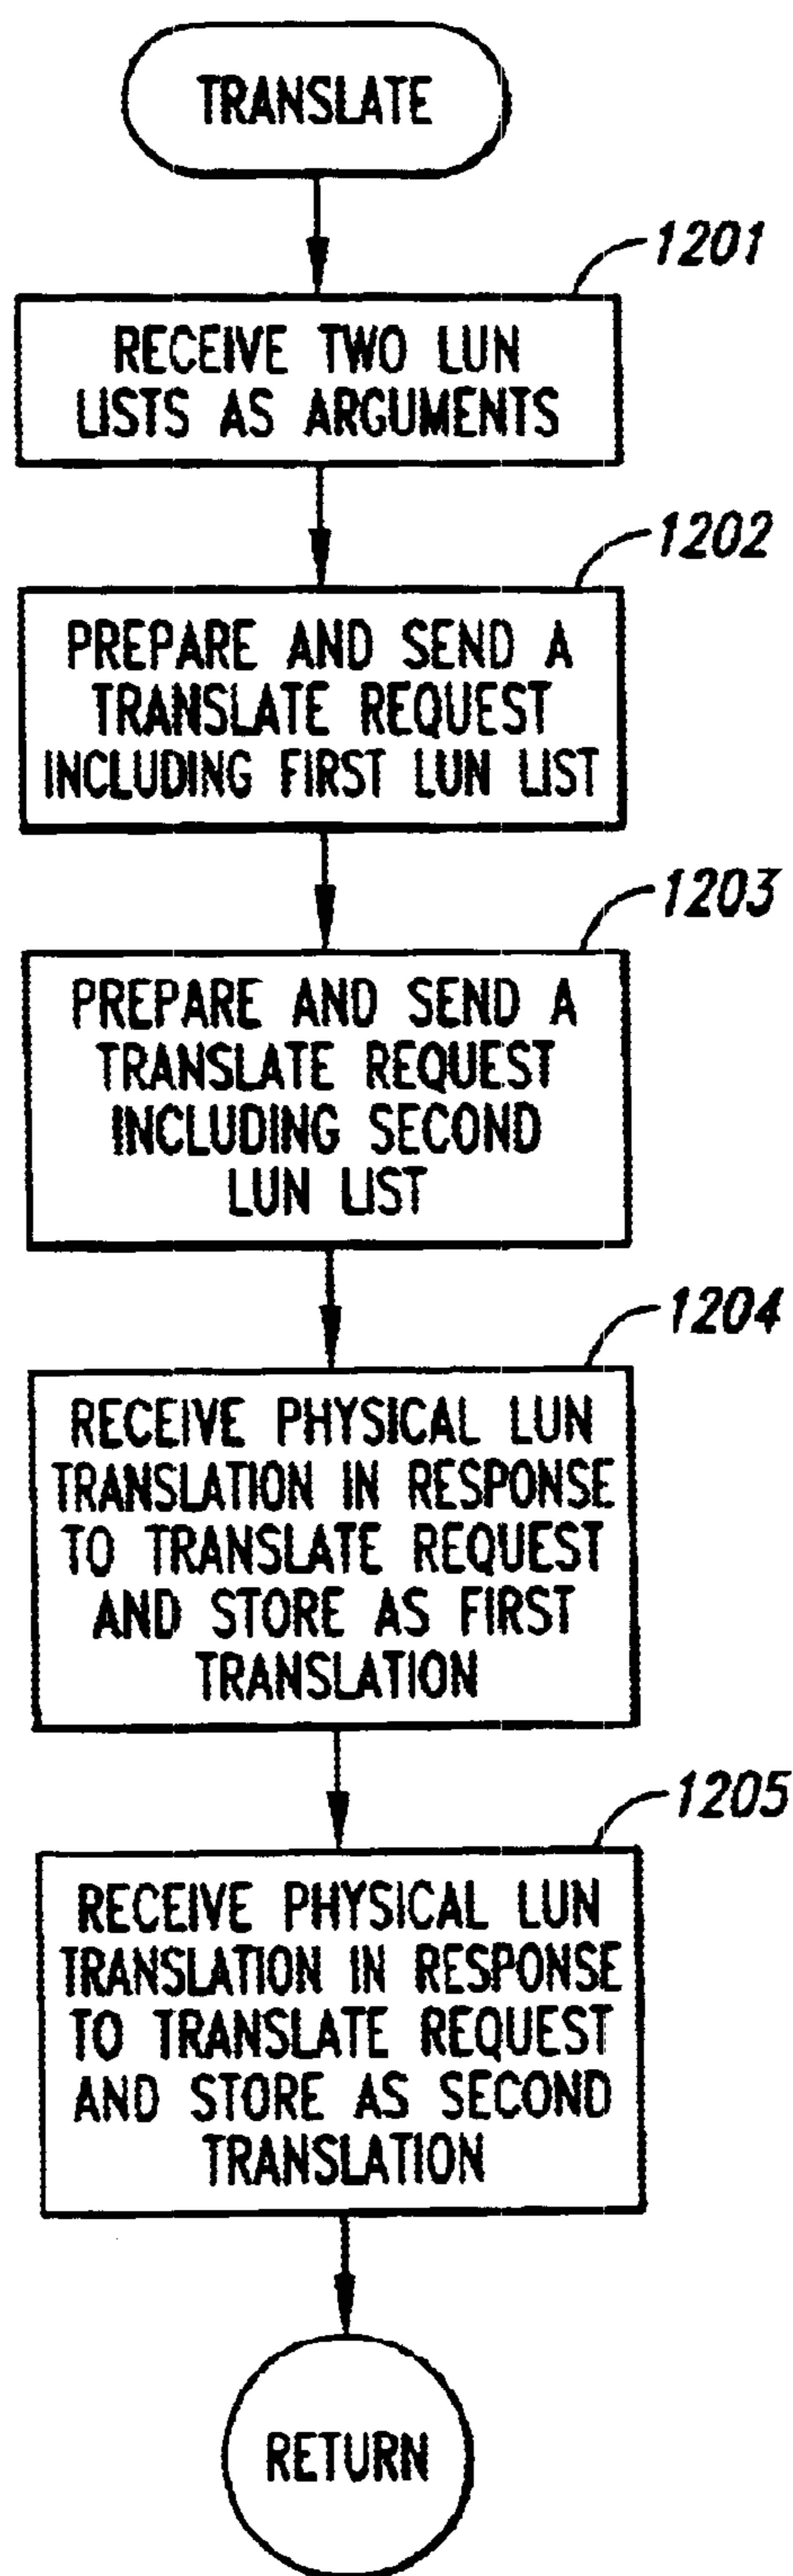 TRANSLATE
1201
RECEIVE TWO LUN
LISTS AS ARGUMENTS
1202
PREPARE AND SEND A
TRANSLATE REQUEST
INCLUDING FIRST LUN LIST
1203
PREPARE AND SEND A
TRANSLATE REQUEST
INCLUDING SECOND
LUN LIST
1204
RECEIVE PHYSICAL LUN
TRANSLATION IN RESPONSE
TO TRANSLATE REQUEST
AND STORE AS FIRST
TRANSLATION
1205
RECEIVE PHYSICAL LUN
TRANSLATION IN RESPONSE
TO TRANSLATE REQUEST
AND STORE AS SECOND
TRANSLATION
RETURN